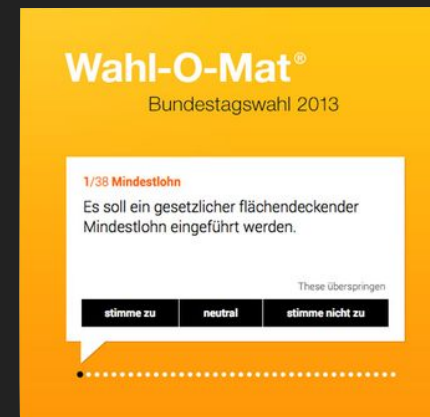 Wahl-O-Mat®
Bundestagswahl 2013
1/38 Mindestlohn
Es soll ein gesetzlicher flächendeckender
Mindestlohn eingeführt werden.
These überspringen
stimme zu neutral stimme nicht zu